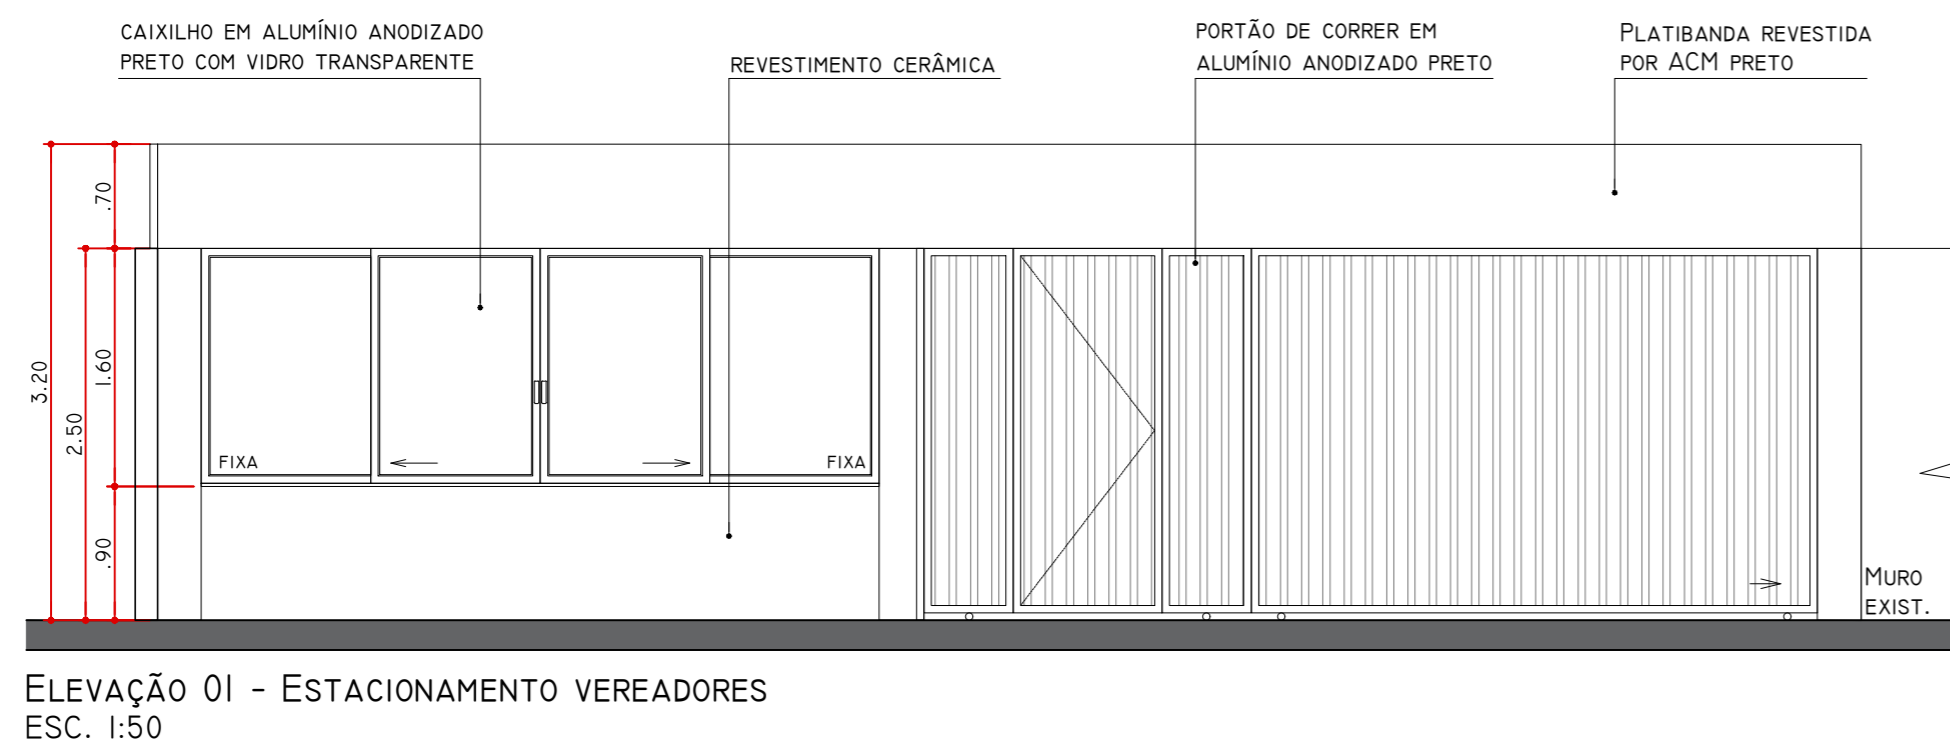 CAIXILHO EM ALUMÍNIO ANODIZADO
PRETO COM VIDRO TRANSPARENTE
REVESTIMENTO CERÂMICA
PORTÃO DE CORRER EM
ALUMÍNIO ANODIZADO PRETO
PLATIBANDA REVESTIDA
POR ACM PRETO
.70
3.20
1.60
2.50
.90
FIXA
FIXA
MURO
EXIST.
ELEVAÇÃO 01 - ESTACIONAMENTO VEREADORES
ESC. 1:50